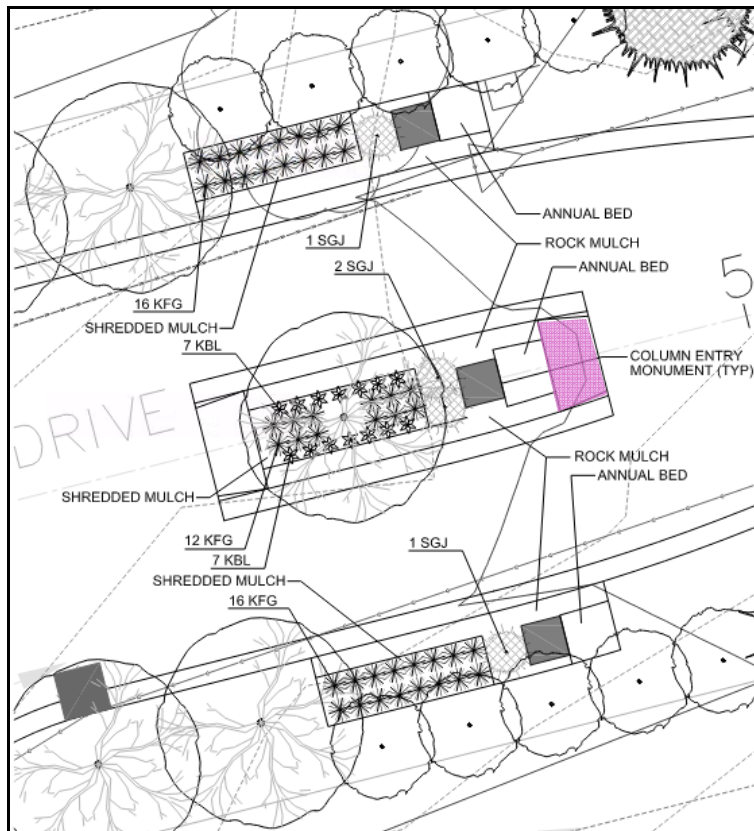 ANNUAL BED
ROCK MULCH
1 SGJ
ANNUAL BED
2 SGJ
5
16 KFG
SHREDDED MULCH
7 KBL
COLUMN ENTRY
MONUMENT (TYP)
DRIVE
ROCK MULCH
ANNUAL BED
SHREDDED MULCH
12 KFG
1 SGJ
7 KBL
SHREDDED MULCH
16 KFG